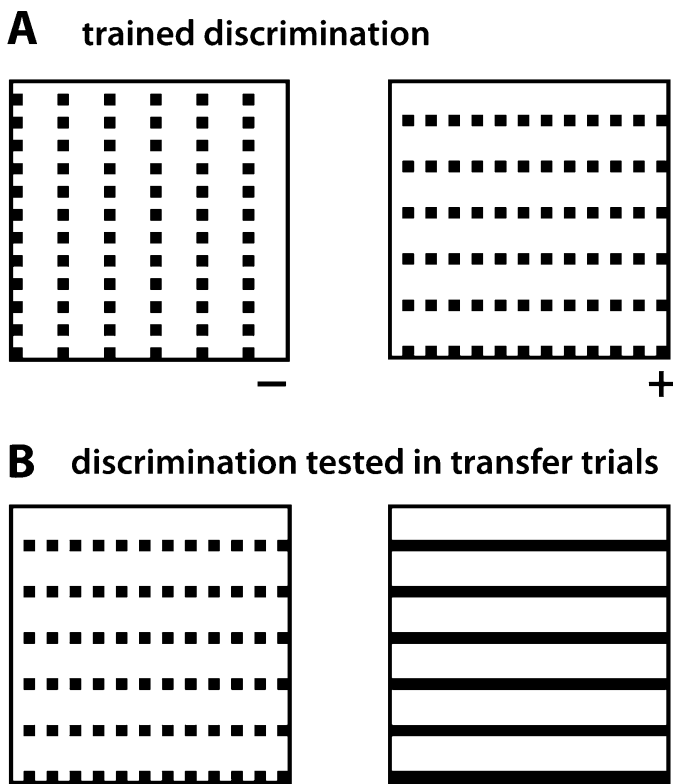 A trained discrimination
−
+
B discrimination tested in transfer trials